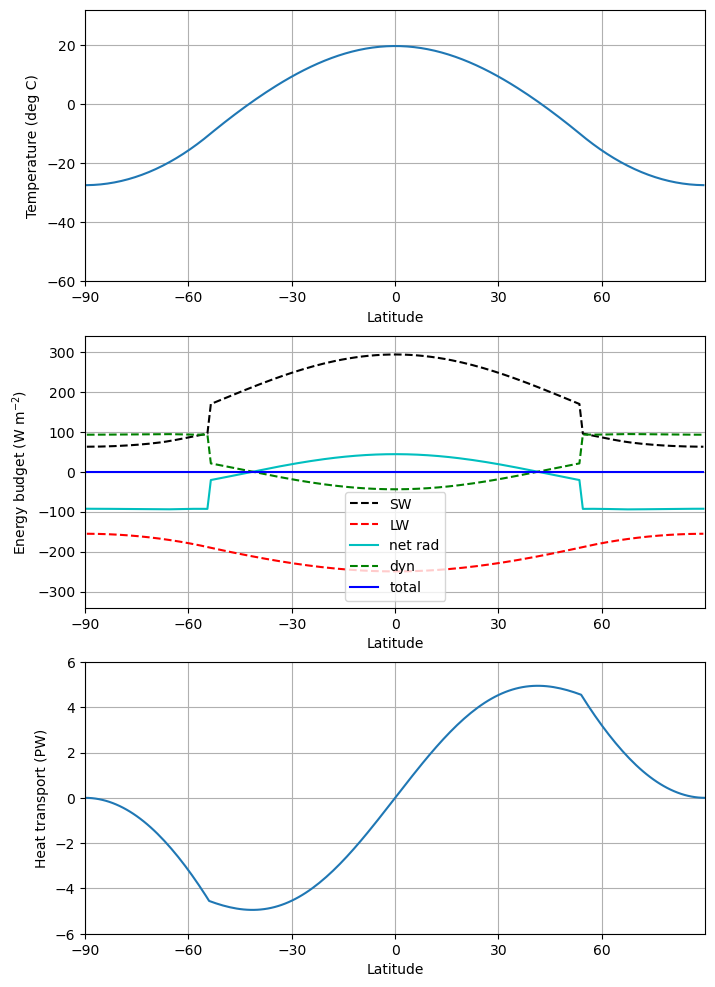 20
0
−20
−40
−60
Temperature (deg C)
−90 −60 −30 0 30 60
Latitude
300
200
100
0
−100
−200
−300
Energy budget (W m⁻²)
SW
LW
net rad
dyn
total
−90 −60 −30 0 30 60
Latitude
6
4
2
0
−2
−4
−6
Heat transport (PW)
−90 −60 −30 0 30 60
Latitude